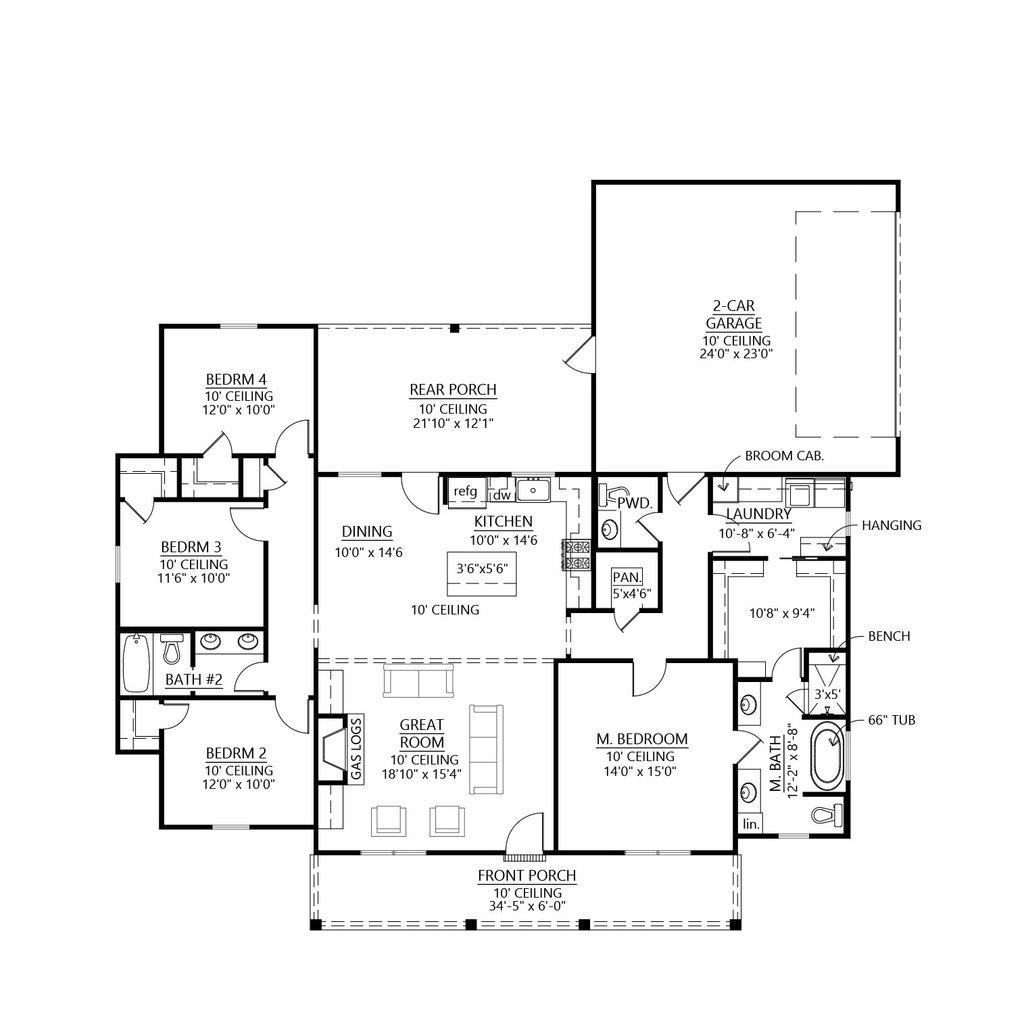 2-CAR
GARAGE
10' CEILING
24'0" x 23'0"
BEDRM 4
10' CEILING
12'0" x 10'0"
REAR PORCH
10' CEILING
21'10" x 12'1"
BROOM CAB.
refg
dw
PWD.
LAUNDRY
10'-8" x 6'-4"
HANGING
DINING
10'0" x 14'6
KITCHEN
10'0" x 14'6
BEDRM 3
10' CEILING
11'6" x 10'0"
3'6"x5'6"
PAN.
5'x4'6"
10' CEILING
10'8" x 9'4"
BENCH
BATH #2
3'x5'
66" TUB
GREAT
ROOM
10' CEILING
18'10" x 15'4"
GAS LOGS
M. BEDROOM
10' CEILING
14'0" x 15'0"
BEDRM 2
10' CEILING
12'0" x 10'0"
M. BATH
12'-2" x 8'-8"
lin.
FRONT PORCH
10' CEILING
34'-5" x 6'-0"